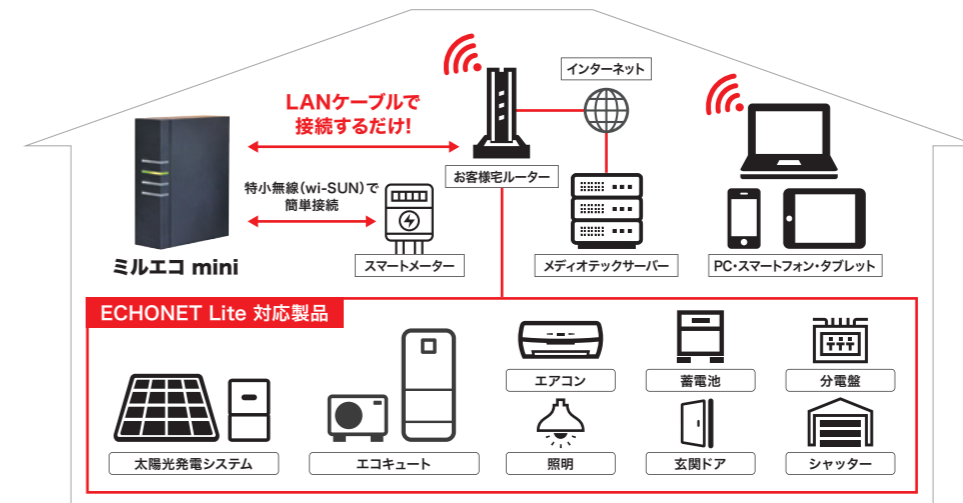 インターネット
LANケーブルで
接続するだけ!
お客様宅ルーター
特小無線(wi-SUN)で
簡単接続
ミルエコ mini
スマートメーター
メディオテックサーバー
PC・スマートフォン・タブレット
ECHONET Lite 対応製品
エアコン
蓄電池
分電盤
太陽光発電システム
エコキュート
照明
玄関ドア
シャッター